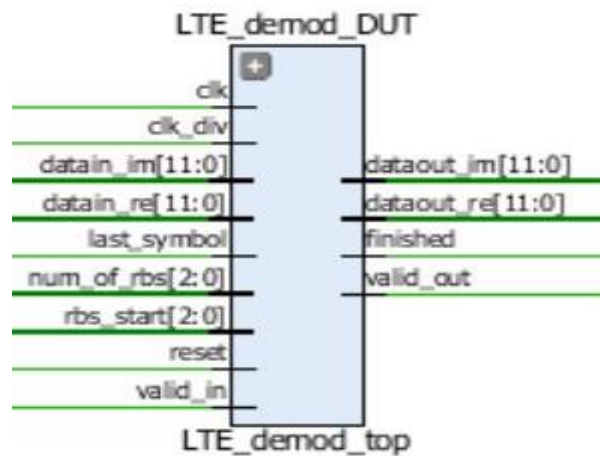 LTE_demod_DUT
clk
clk_div
datain_im[11:0]
datain_re[11:0]
last_symbol
num_of_rbs[2:0]
rbs_start[2:0]
reset
valid_in
dataout_im[11:0]
dataout_re[11:0]
finished
valid_out
LTE_demod_top